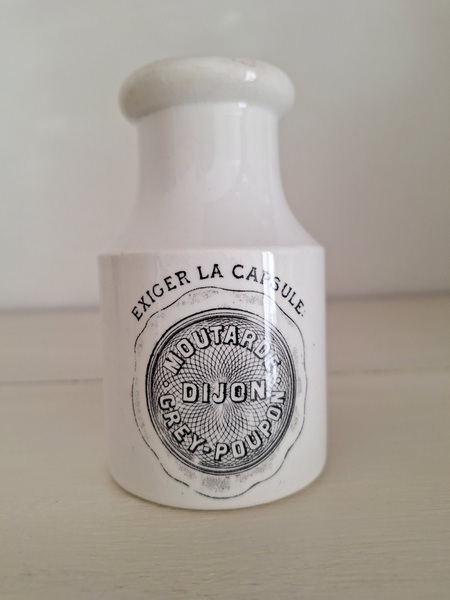 EXIGER LA CAPSULE.
MOUTARDE
DIJON
GREY-POUPON